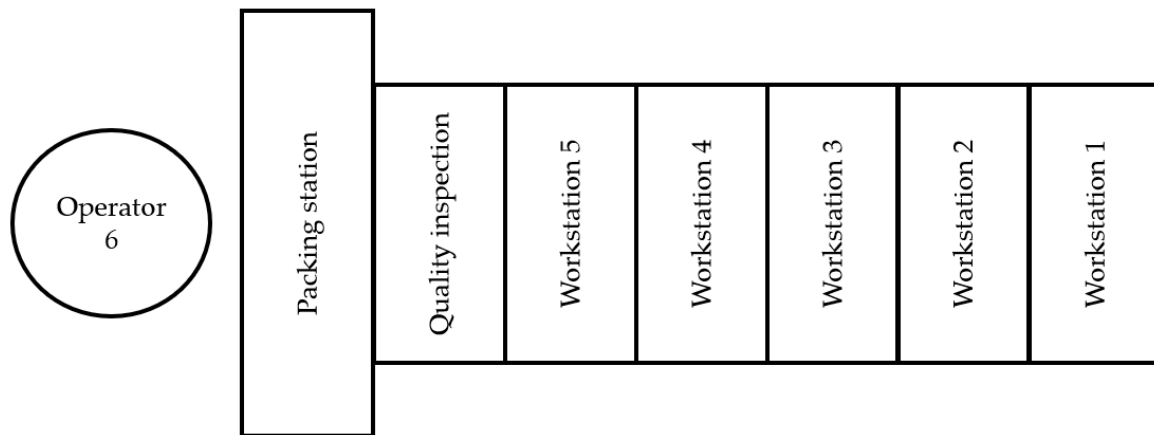 Operator
6
Packing station
Quality inspection
Workstation 5
Workstation 4
Workstation 3
Workstation 2
Workstation 1